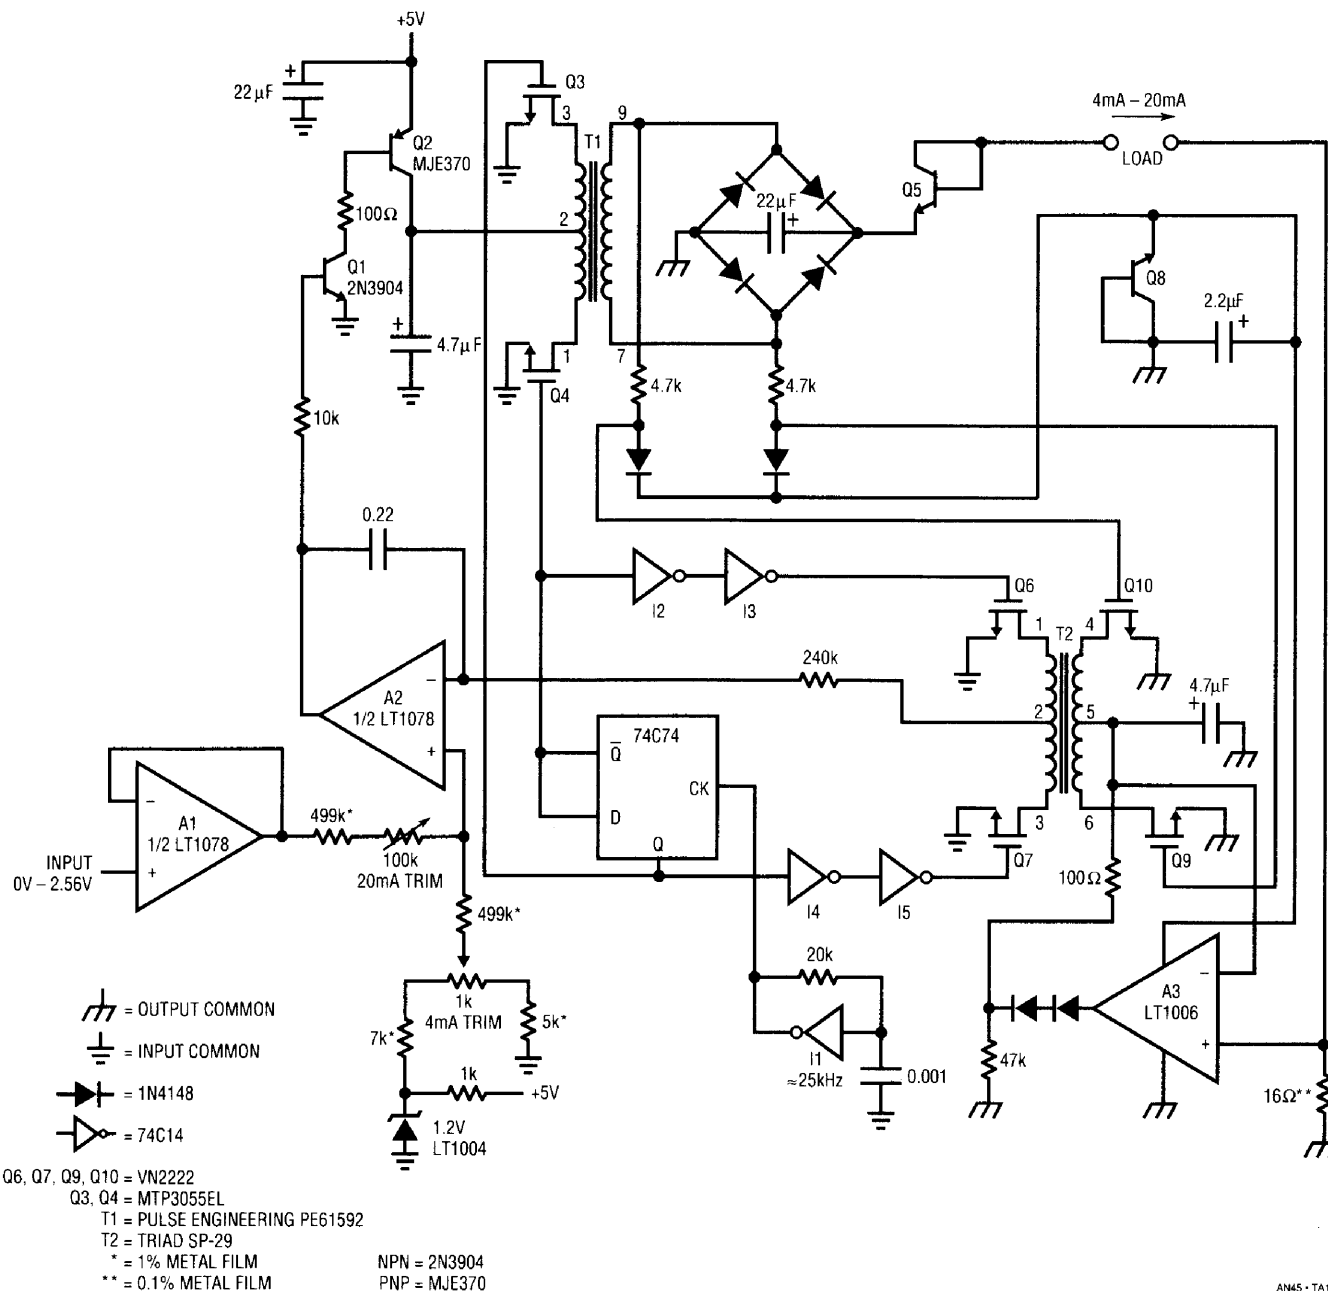 +5V
22μF
+
Q3
3
9
T1
4mA – 20mA
LOAD
Q2
MJE370
100Ω
2
22μF
+
Q5
Q1
2N3904
Q8
2.2μF
+
+
4.7μF
1
7
Q4
4.7k
4.7k
10k
0.22
I2
I3
Q6
Q10
1
T2
4
240k
A2
1/2 LT1078
–
+
2
5
4.7μF
+
74C74
Q̅
CK
D
Q
–
A1
1/2 LT1078
+
INPUT
0V – 2.56V
499k*
100k
20mA TRIM
3
6
Q7
Q9
100Ω
499k*
I4
I5
20k
–
A3
LT1006
+
1k
4mA TRIM
5k*
7k*
I1
≈25kHz
0.001
47k
16Ω**
1k
+5V
1.2V
LT1004
= OUTPUT COMMON
= INPUT COMMON
= 1N4148
= 74C14
Q6, Q7, Q9, Q10 = VN2222
Q3, Q4 = MTP3055EL
T1 = PULSE ENGINEERING PE61592
T2 = TRIAD SP-29
* = 1% METAL FILM
NPN = 2N3904
** = 0.1% METAL FILM
PNP = MJE370
AN45 • TA1